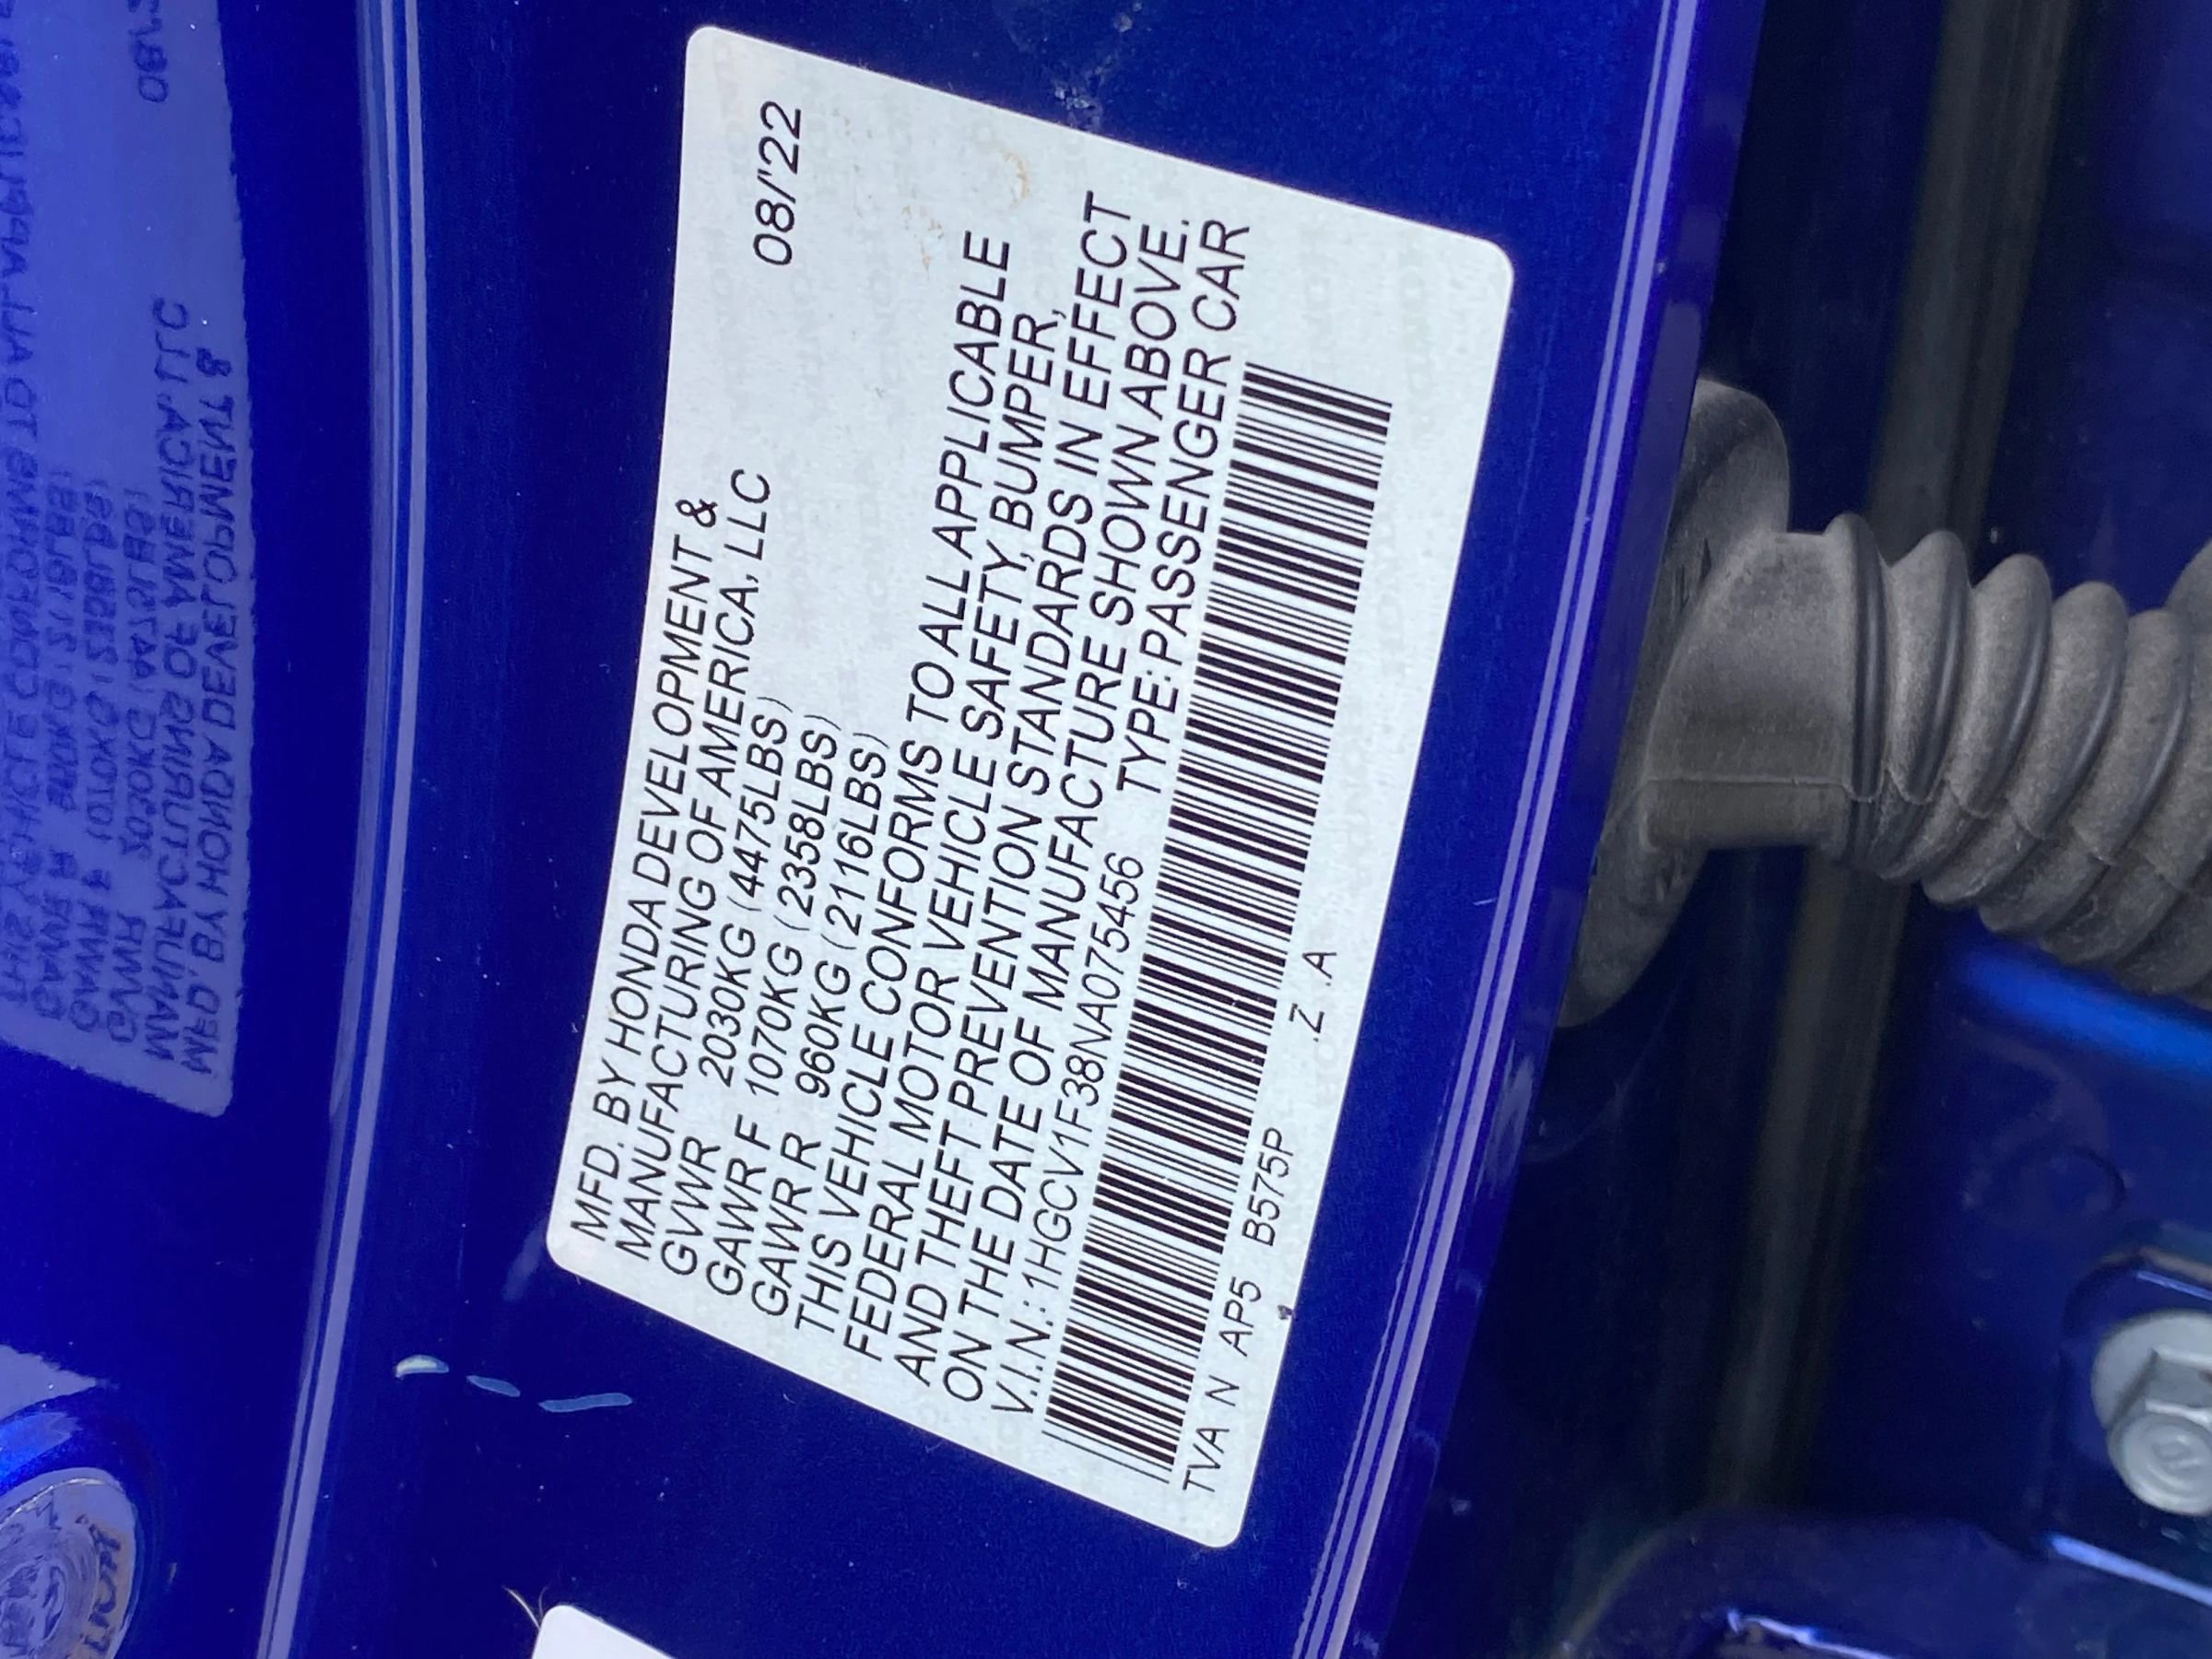 MFD. BY HONDA DEVELOPMENT &
MANUFACTURING OF AMERICA, LLC 08/'22
GVWR 2030KG (4475LBS)
GAWR F 1070KG (2358LBS)
GAWR R 960KG (2116LBS)
THIS VEHICLE CONFORMS TO ALL APPLICABLE
FEDERAL MOTOR VEHICLE SAFETY, BUMPER,
AND THEFT PREVENTION STANDARDS IN EFFECT
ON THE DATE OF MANUFACTURE SHOWN ABOVE.
V.I.N.: 1HGCV1F38NA075456 TYPE: PASSENGER CAR
TVA N AP5 B575P .Z .A